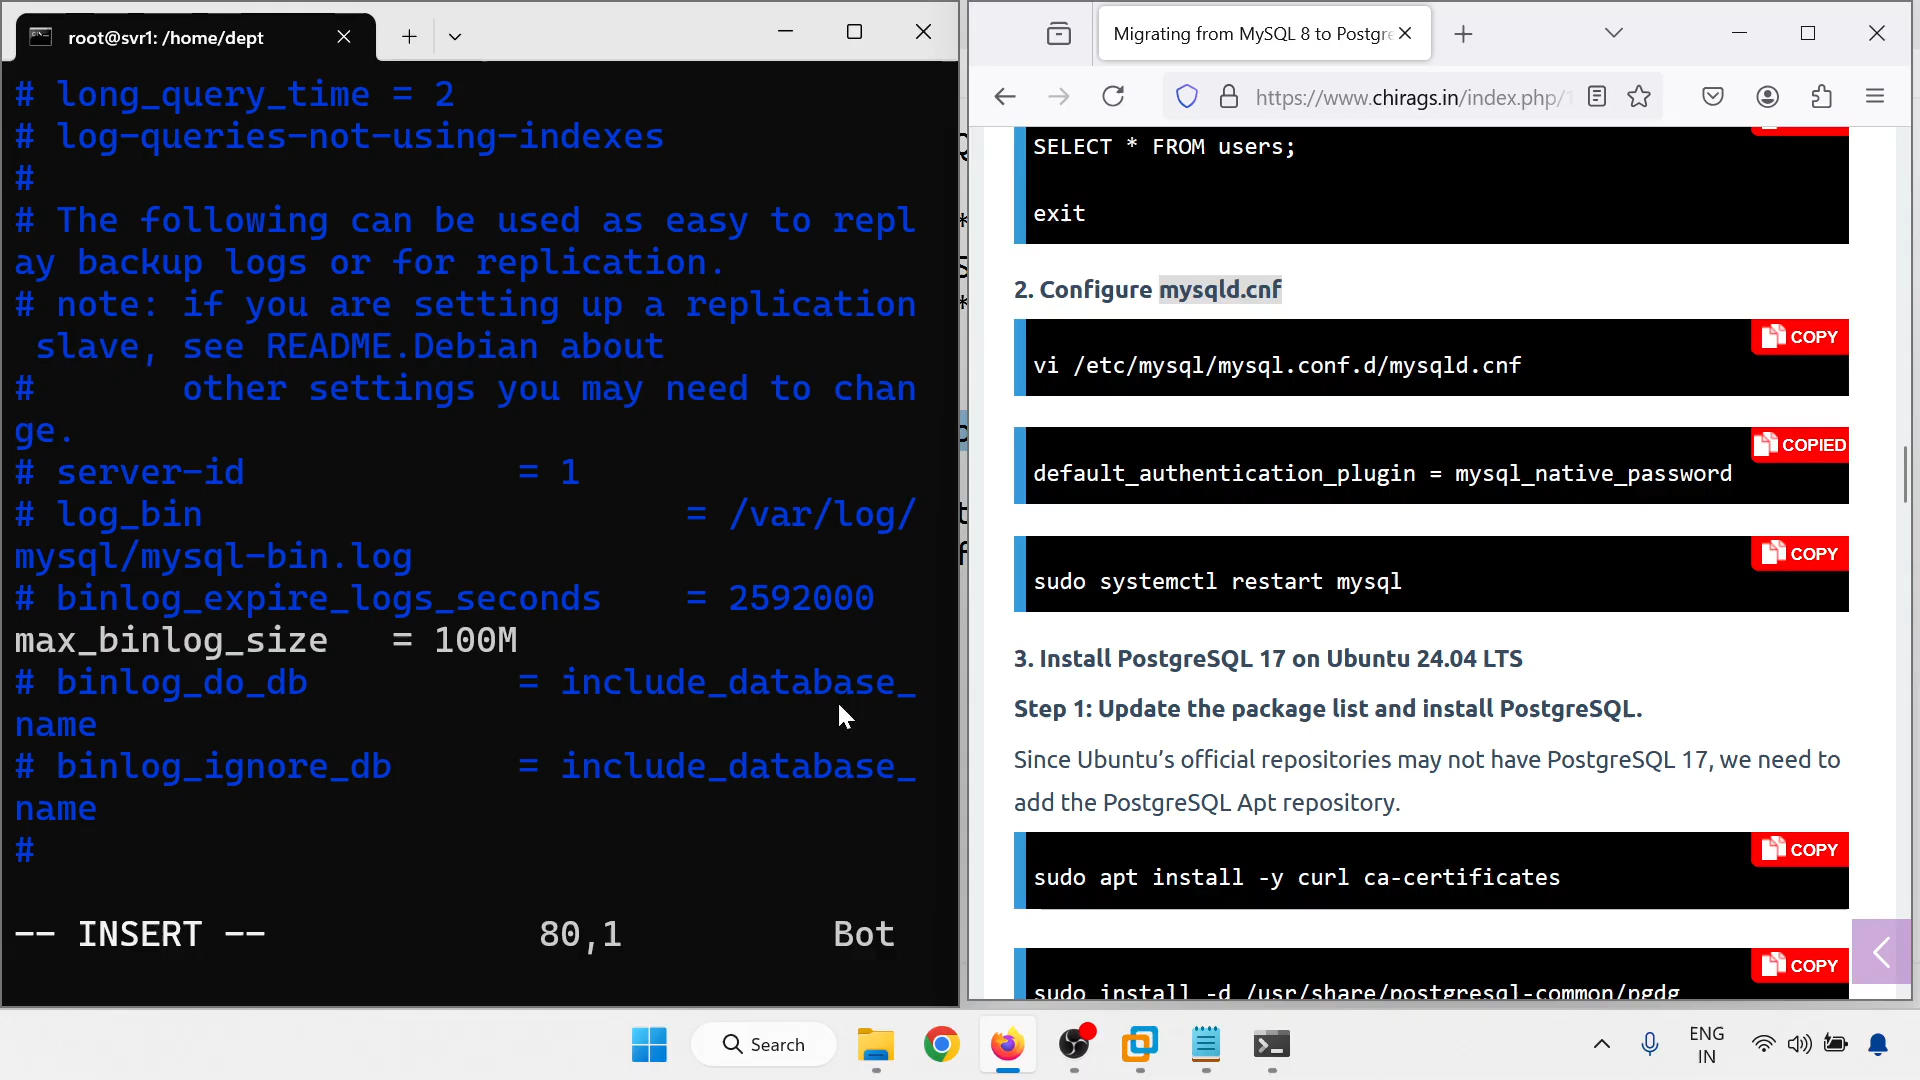 root@svr1: /home/dept
# long_query_time = 2
# log-queries-not-using-indexes
#
# The following can be used as easy to repl
ay backup logs or for replication.
# note: if you are setting up a replication
slave, see README.Debian about
# other settings you may need to chan
ge.
# server-id = 1
# log_bin = /var/log/
mysql/mysql-bin.log
# binlog_expire_logs_seconds = 2592000
max_binlog_size = 100M
# binlog_do_db = include_database_
name
# binlog_ignore_db = include_database_
name
#
-- INSERT -- 80,1 Bot
Migrating from MySQL 8 to Postgr
https://www.chirags.in/index.php/
SELECT * FROM users;
exit
2. Configure mysqld.cnf
COPY
vi /etc/mysql/mysql.conf.d/mysqld.cnf
COPIED
default_authentication_plugin = mysql_native_password
COPY
sudo systemctl restart mysql
3. Install PostgreSQL 17 on Ubuntu 24.04 LTS
Step 1: Update the package list and install PostgreSQL.
Since Ubuntu’s official repositories may not have PostgreSQL 17, we need to
add the PostgreSQL Apt repository.
COPY
sudo apt install -y curl ca-certificates
COPY
sudo install -d /usr/share/postgresql-common/pgdg
Search
ENG
IN